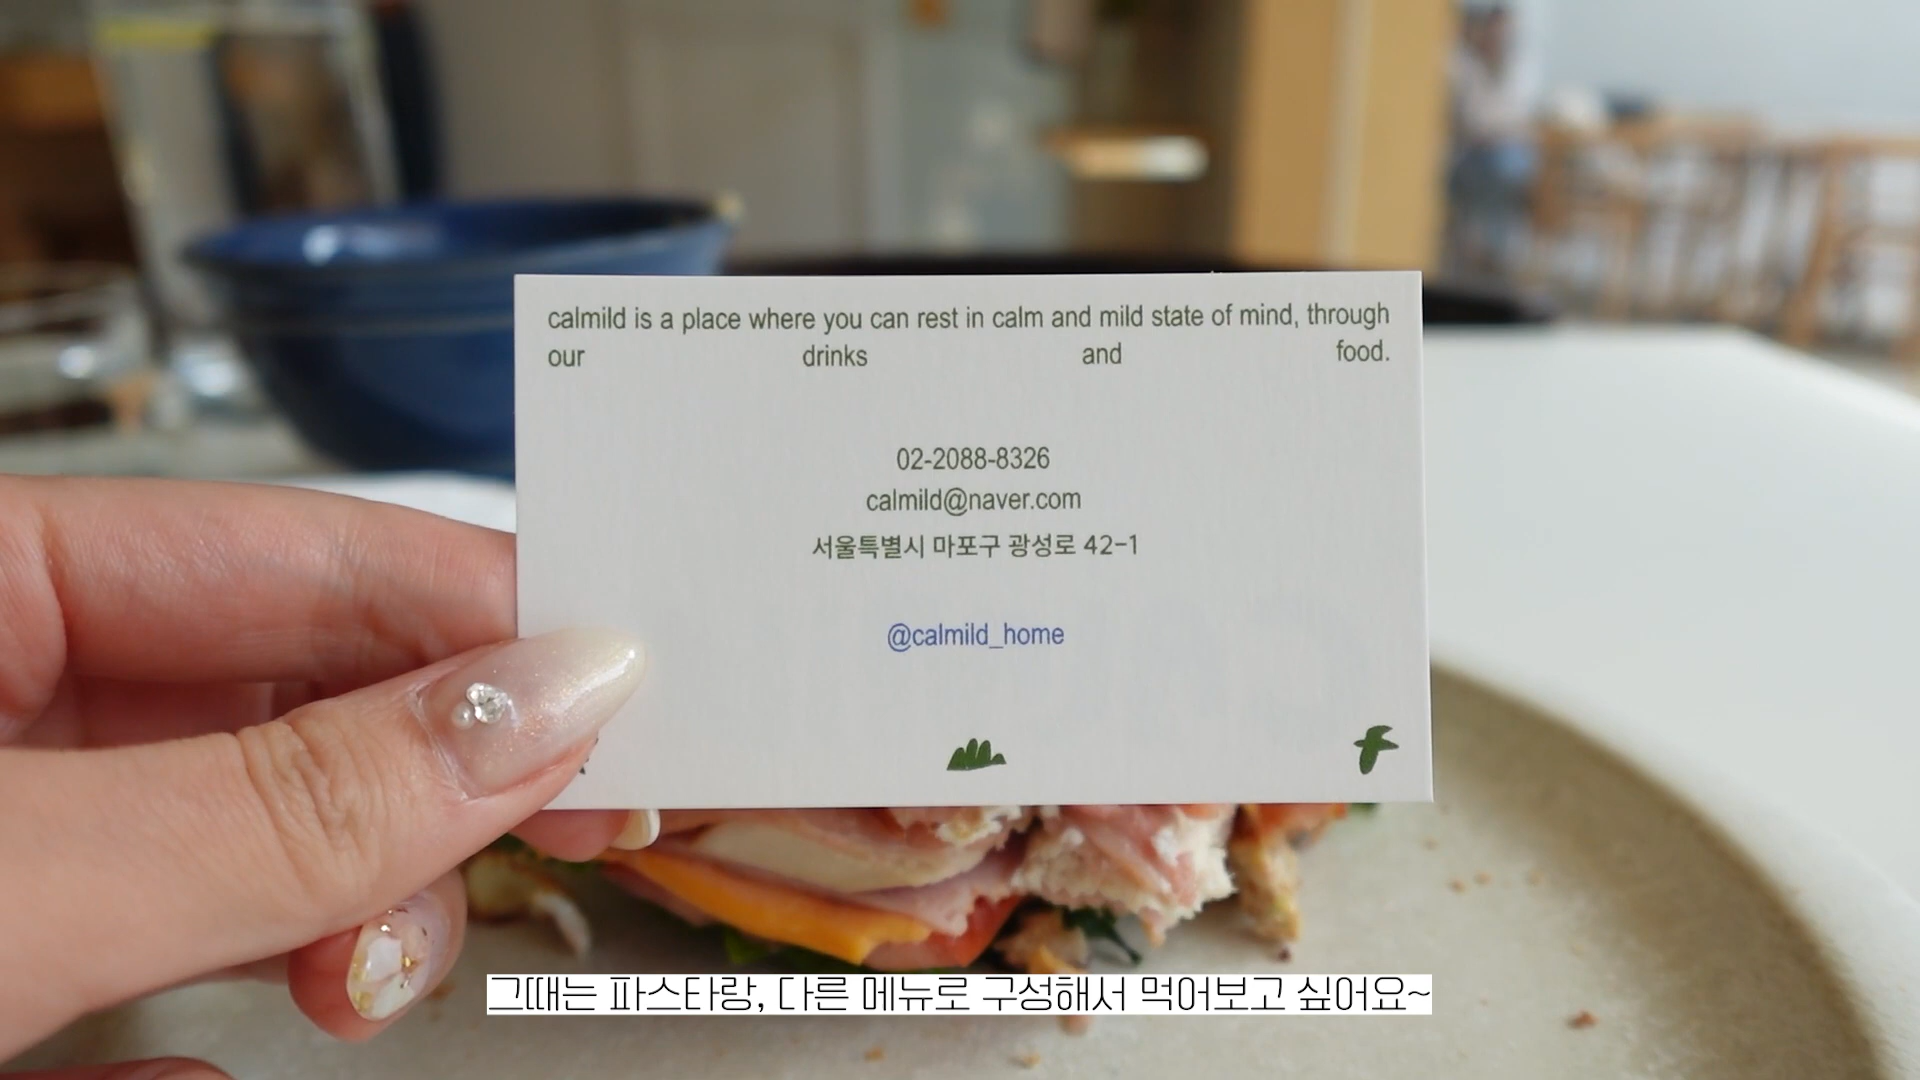 calmild is a place where you can rest in calm and mild state of mind, through
our drinks and food.
02-2088-8326
calmild@naver.com
서울특별시 마포구 광성로 42-1
@calmild_home
그때는 파스타랑, 다른 메뉴로 구성해서 먹어보고 싶어요~